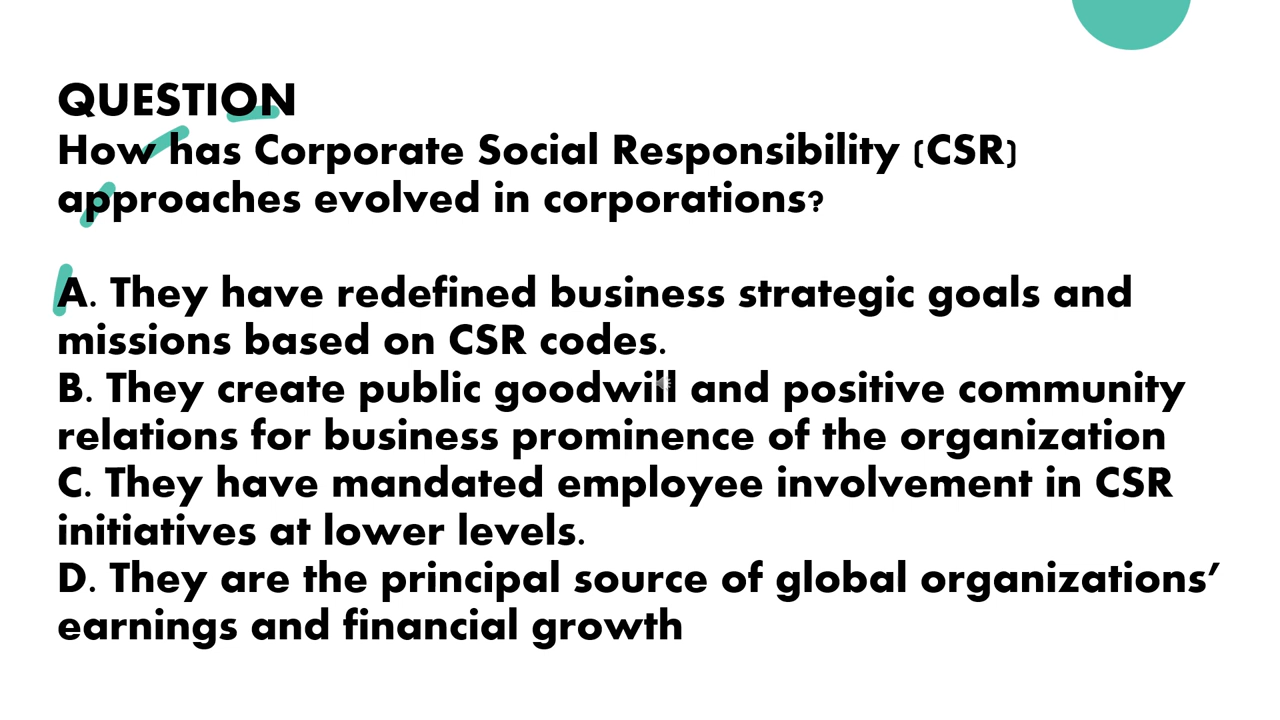 QUESTION
How has Corporate Social Responsibility (CSR)
approaches evolved in corporations?
A. They have redefined business strategic goals and
missions based on CSR codes.
B. They create public goodwill and positive community
relations for business prominence of the organization
C. They have mandated employee involvement in CSR
initiatives at lower levels.
D. They are the principal source of global organizations’
earnings and financial growth